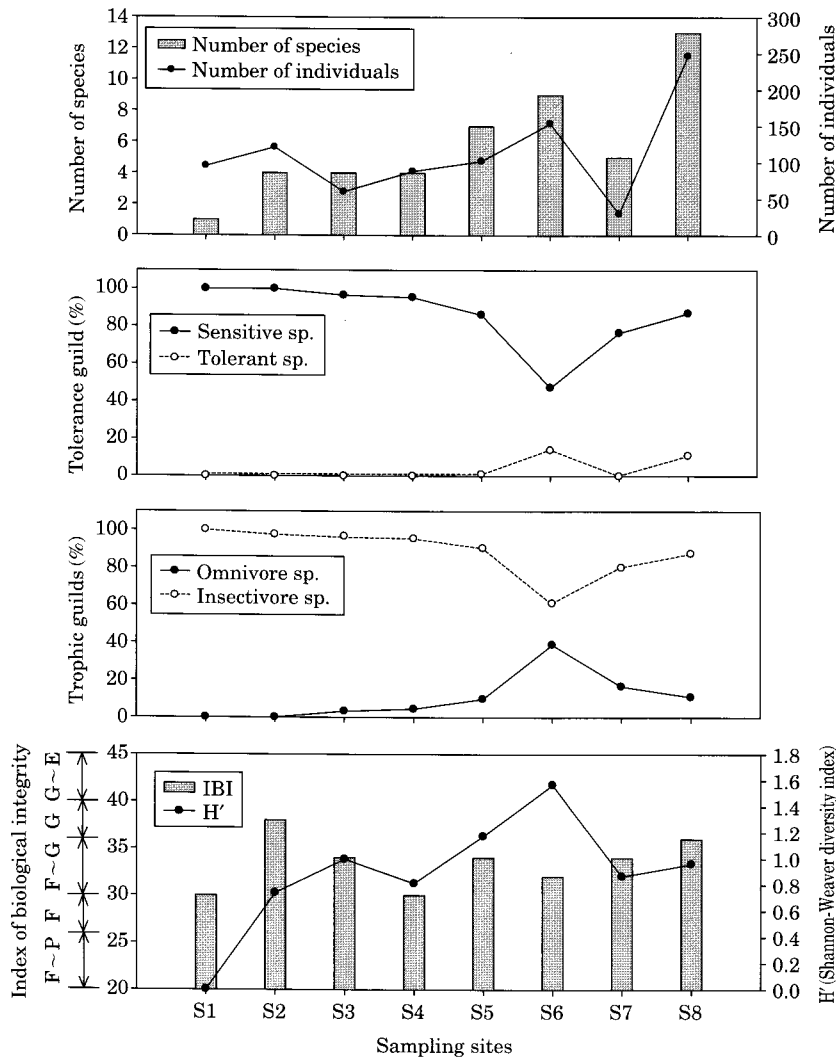 14
12
10
8
6
4
2
0
Number of species
Number of species
Number of individuals
300
250
200
150
100
50
0
Number of individuals
100
80
60
40
20
0
Tolerance guild (%)
Sensitive sp.
Tolerant sp.
100
80
60
40
20
0
Trophic guilds (%)
Omnivore sp.
Insectivore sp.
Index of biological integrity
F~P F F~G G G~E
45
40
35
30
25
20
IBI
H′
1.8
1.6
1.4
1.2
1.0
0.8
0.6
0.4
0.2
0.0
H′ (Shannon-Weaver diversity index)
S1 S2 S3 S4 S5 S6 S7 S8
Sampling sites